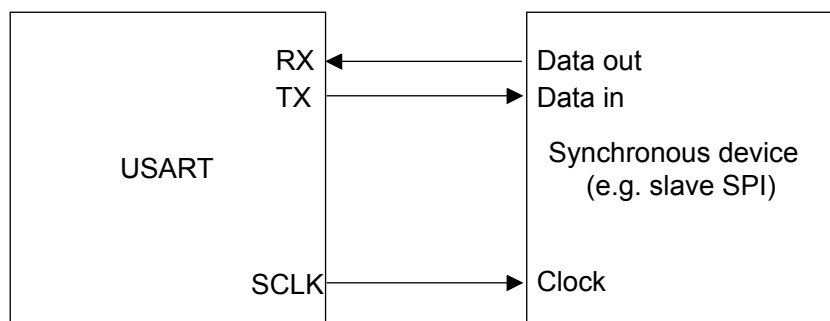 RX
TX
USART
SCLK
Data out
Data in
Synchronous device
(e.g. slave SPI)
Clock